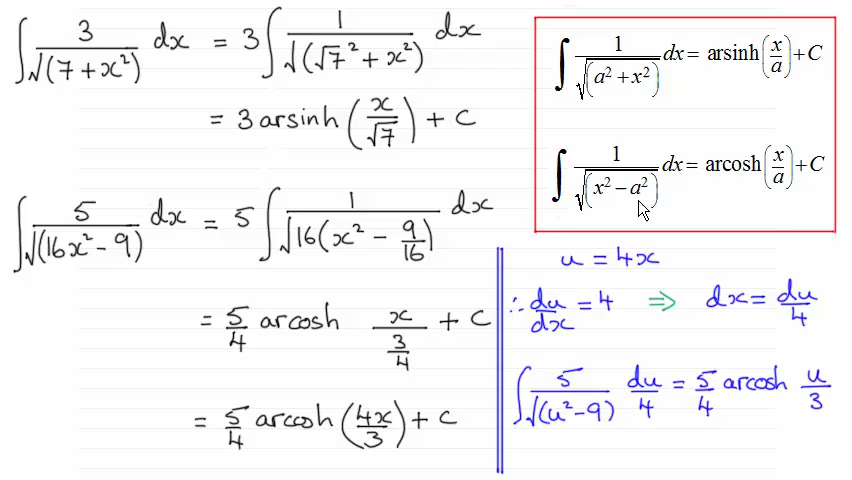 ∫ 3/√(7 + x²) dx = 3 ∫ 1/√(√7² + x²) dx
= 3 arsinh (x/√7) + C
∫ 5/√(16x² − 9) dx = 5 ∫ 1/√16(x² − 9/16) dx
= 5/4 arcosh x/(3/4) + C
= 5/4 arccosh (4x/3) + C
∫ 1/√(a² + x²) dx = arsinh (x/a) + C
∫ 1/√(x² − a²) dx = arcosh (x/a) + C
u = 4x
∴ du/dx = 4 ⇒ dx = du/4
∫ 5/√(u² − 9) du/4 = 5/4 arcosh u/3